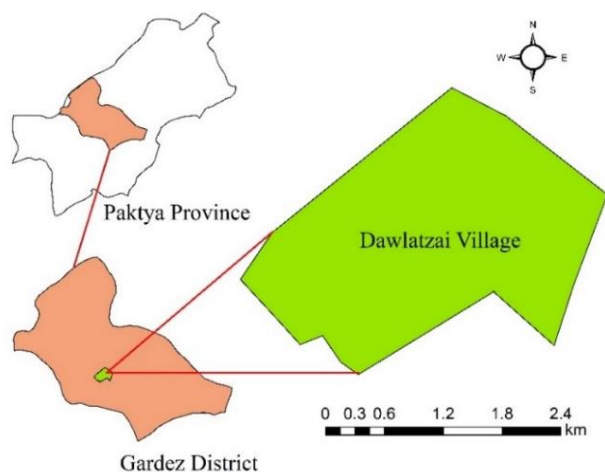 N
W E
S
Paktya Province
Dawlatzai Village
0 0.3 0.6 1.2 1.8 2.4
km
Gardez District